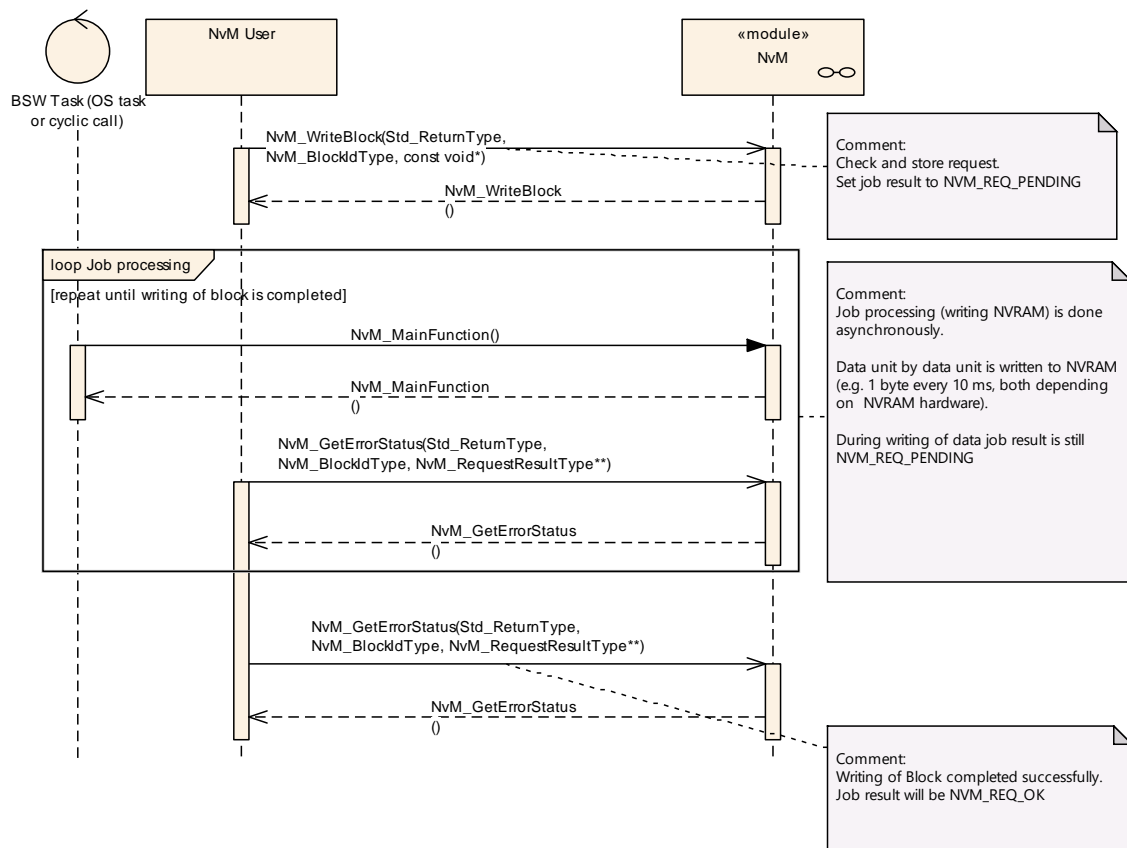 NvM User
«module»
NvM
BSW Task (OS task
or cyclic call)
NvM_WriteBlock(Std_ReturnType,
NvM_BlockIdType, const void*)
Comment:
Check and store request.
Set job result to NVM_REQ_PENDING
NvM_WriteBlock
()
loop Job processing
[repeat until writing of block is completed]
Comment:
Job processing (writing NVRAM) is done
asynchronously.
Data unit by data unit is written to NVRAM
(e.g. 1 byte every 10 ms, both depending
on NVRAM hardware).
During writing of data job result is still
NVM_REQ_PENDING
NvM_MainFunction()
NvM_MainFunction
()
NvM_GetErrorStatus(Std_ReturnType,
NvM_BlockIdType, NvM_RequestResultType**)
NvM_GetErrorStatus
()
NvM_GetErrorStatus(Std_ReturnType,
NvM_BlockIdType, NvM_RequestResultType**)
NvM_GetErrorStatus
()
Comment:
Writing of Block completed successfully.
Job result will be NVM_REQ_OK